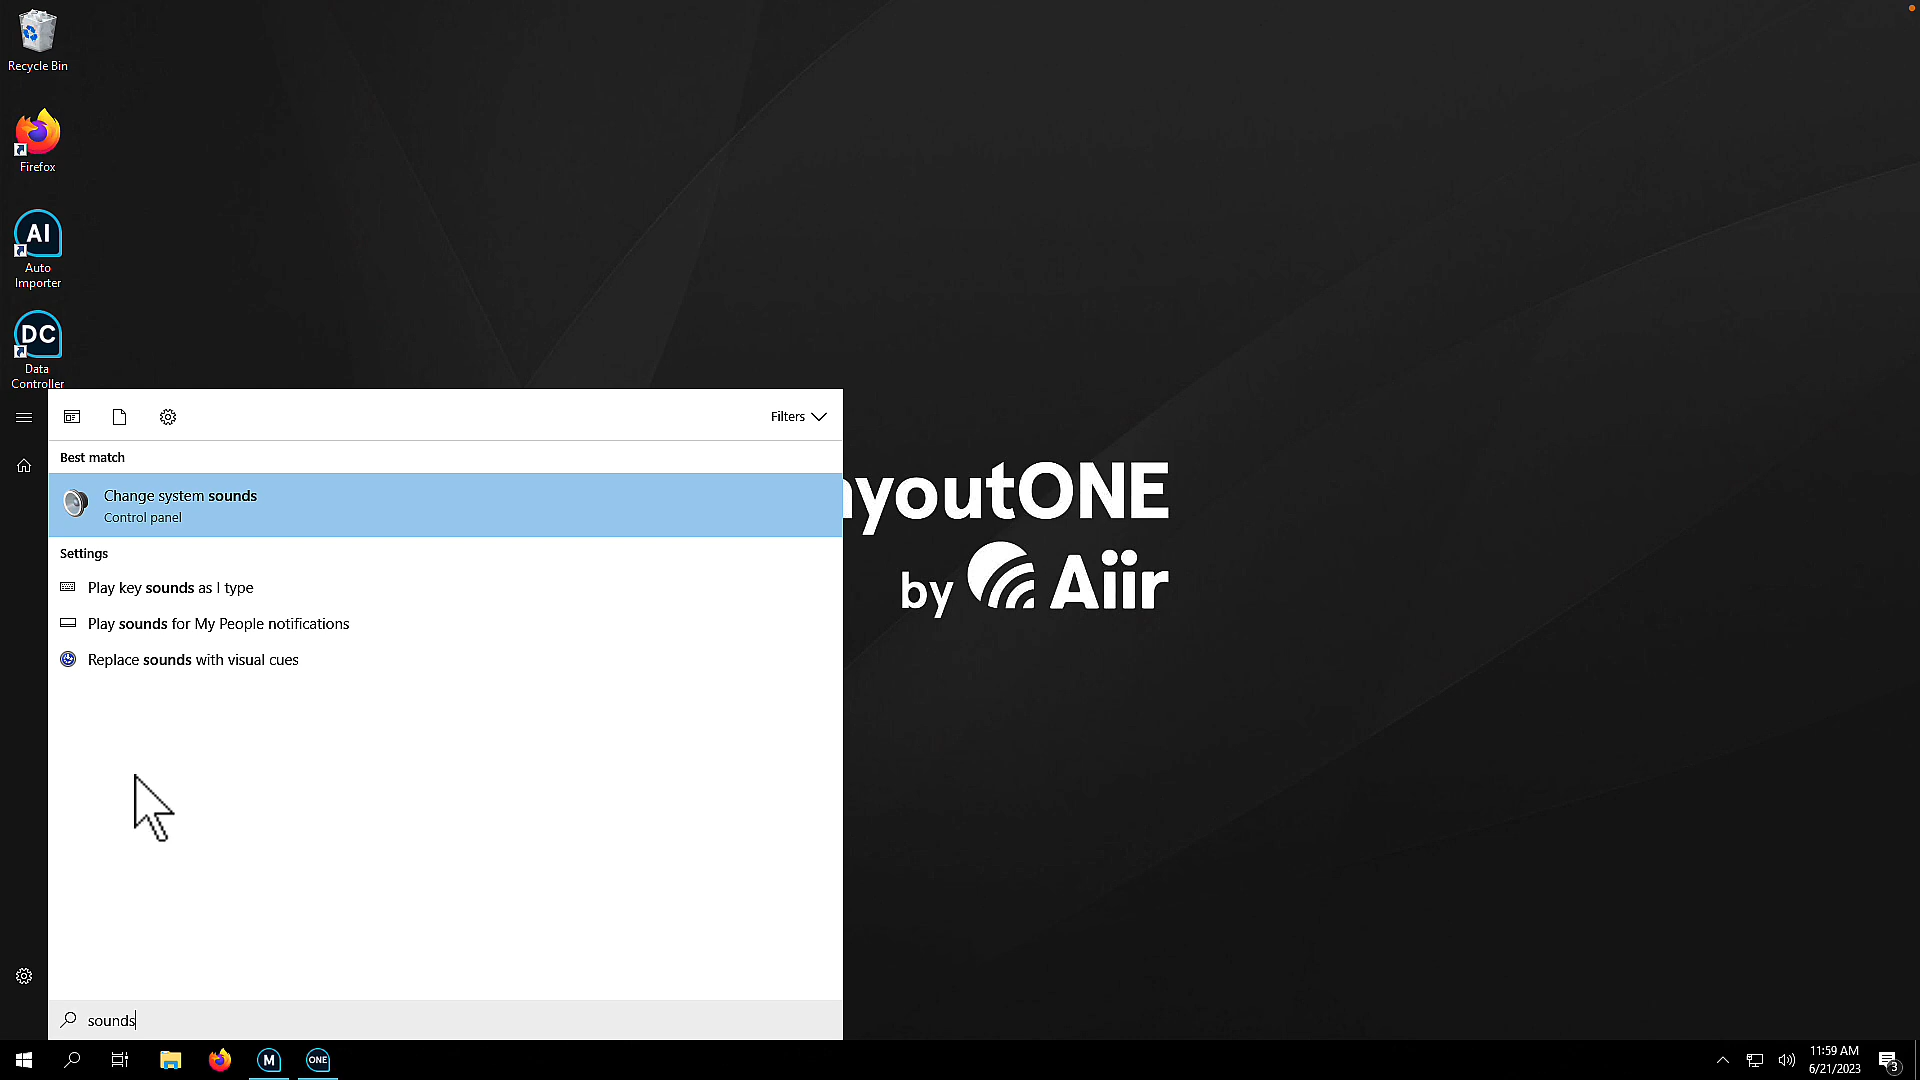 Recycle Bin
Firefox
AI
Auto
Importer
DC
Data
Controller
Filters
Best match
Change system sounds
Control panel
Settings
Play key sounds as I type
Play sounds for My People notifications
Replace sounds with visual cues
youtONE
by Aiir
sounds
M
ONE
11:59 AM
6/21/2023
3